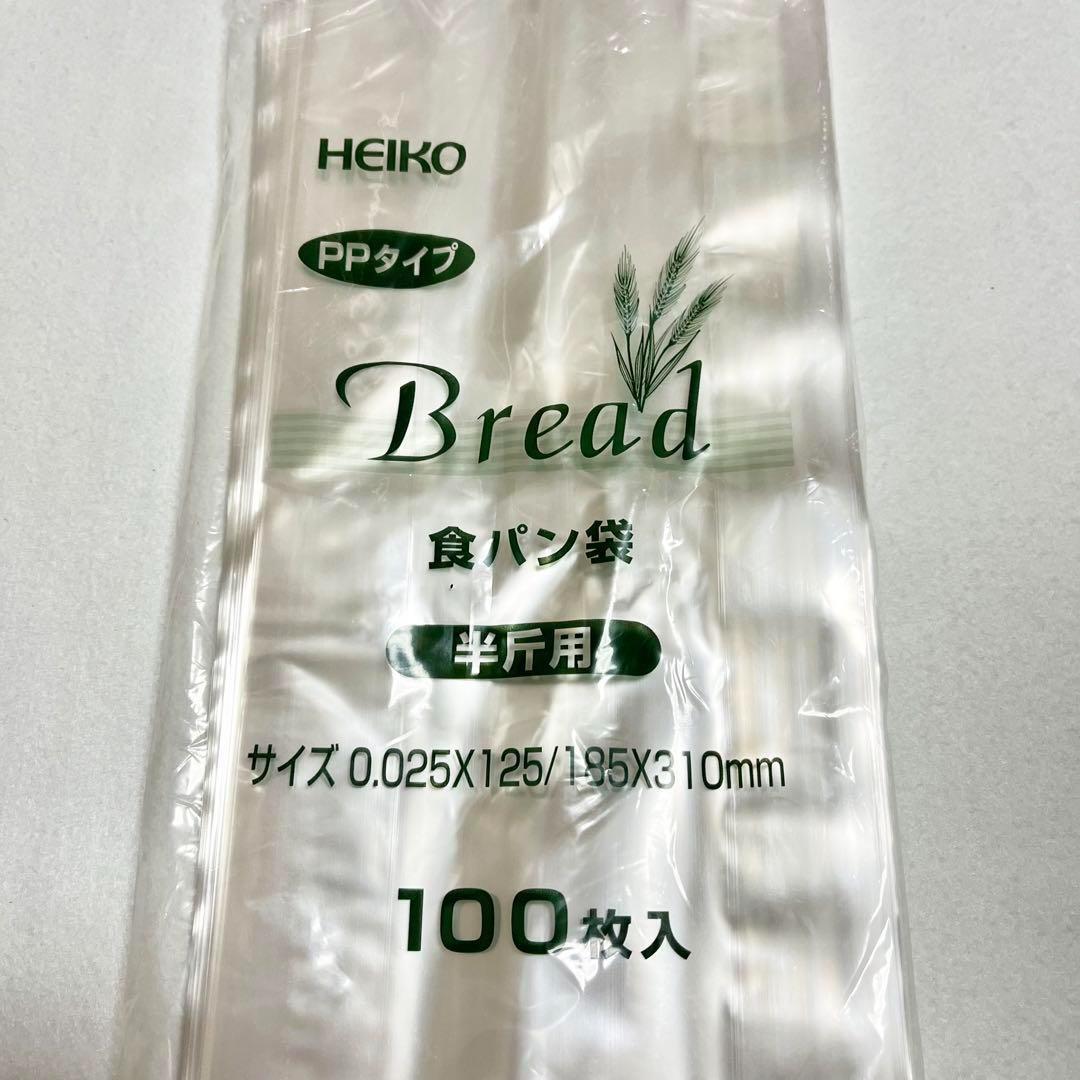 HEIKO
PPタイプ
Bread
食パン袋
半斤用
サイズ 0.025X125/185X310mm
100枚入